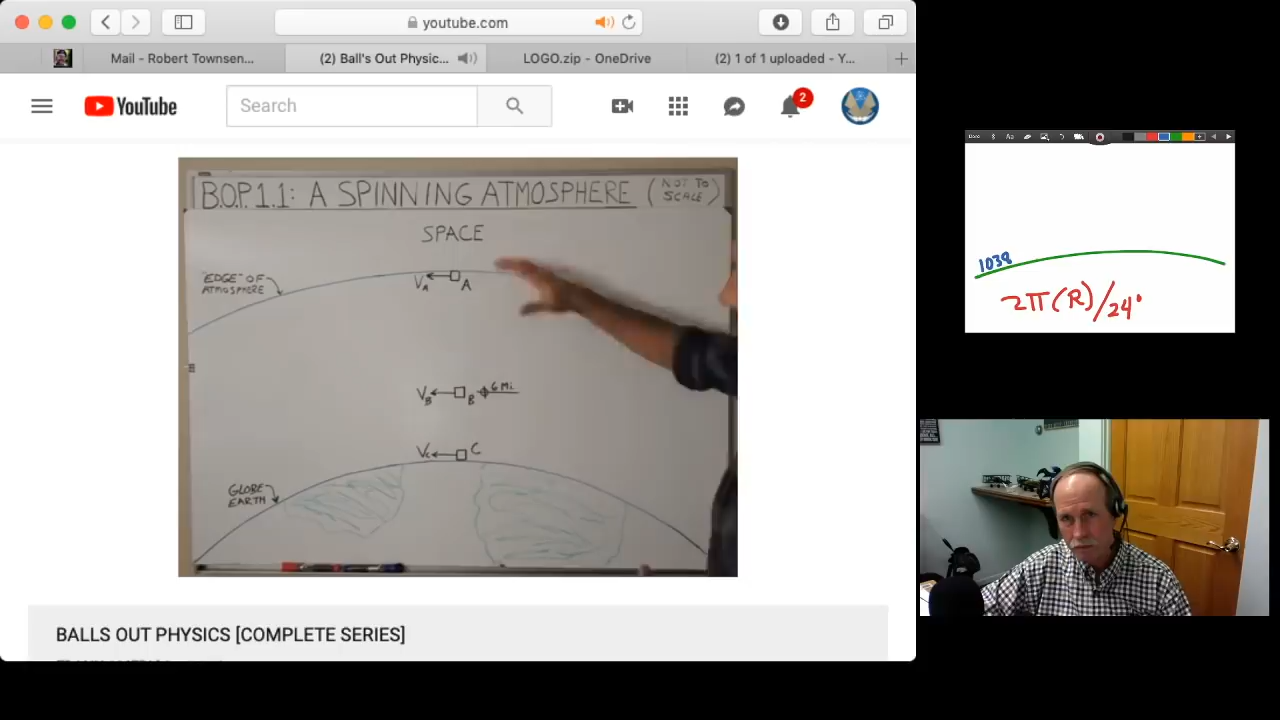 youtube.com
Mail - Robert Townsen...
(2) Ball's Out Physic...
LOGO.zip - OneDrive
(2) 1 of 1 uploaded - Y...
YouTube
Search
2
B.O.P. 1.1: A SPINNING ATMOSPHERE (NOT TO
SCALE)
SPACE
"EDGE" OF
ATMOSPHERE
VA
A
VB
B
6 Mi
VC
C
GLOBE
EARTH
BALLS OUT PHYSICS [COMPLETE SERIES]
Done
Aa
1038
2π(R)/24°